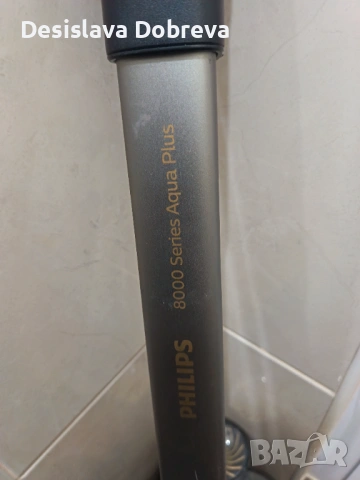 Desislava Dobreva
8000 Series Aqua Plus
PHILIPS
BAZAR